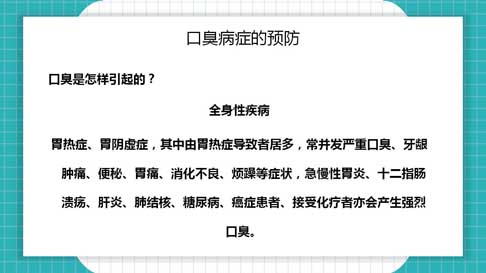 口臭病症的预防
口臭是怎样引起的？
全身性疾病
胃热症、胃阴虚症，其中由胃热症导致者居多，常并发严重口臭、牙龈
肿痛、便秘、胃痛、消化不良、烦躁等症状，急慢性胃炎、十二指肠
溃疡、肝炎、肺结核、糖尿病、癌症患者、接受化疗者亦会产生强烈
口臭。